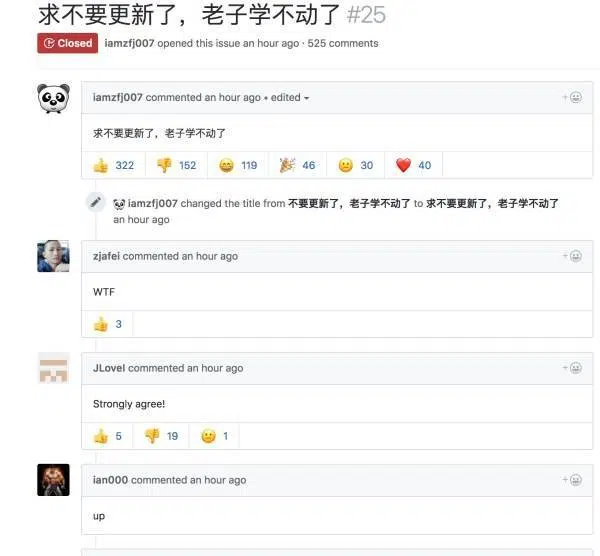 求不要更新了，老子学不动了 #25
Closed iamzfj007 opened this issue an hour ago · 525 comments
iamzfj007 commented an hour ago • edited
求不要更新了，老子学不动了
322 152 119 46 30 40
iamzfj007 changed the title from 不要更新了，老子学不动了 to 求不要更新了，老子学不动了
an hour ago
zjafei commented an hour ago
WTF
3
JLovel commented an hour ago
Strongly agree!
5 19 1
ian000 commented an hour ago
up